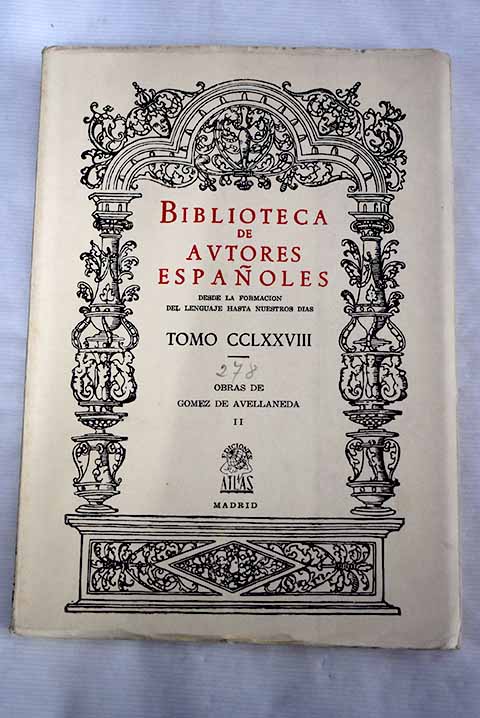 BIBLIOTECA
DE
AVTORES
ESPAÑOLES
DESDE LA FORMACION
DEL LENGUAJE HASTA NUESTROS DIAS
TOMO CCLXXVIII
278
OBRAS DE
GOMEZ DE AVELLANEDA
II
EDICIONES
ATLAS
MADRID